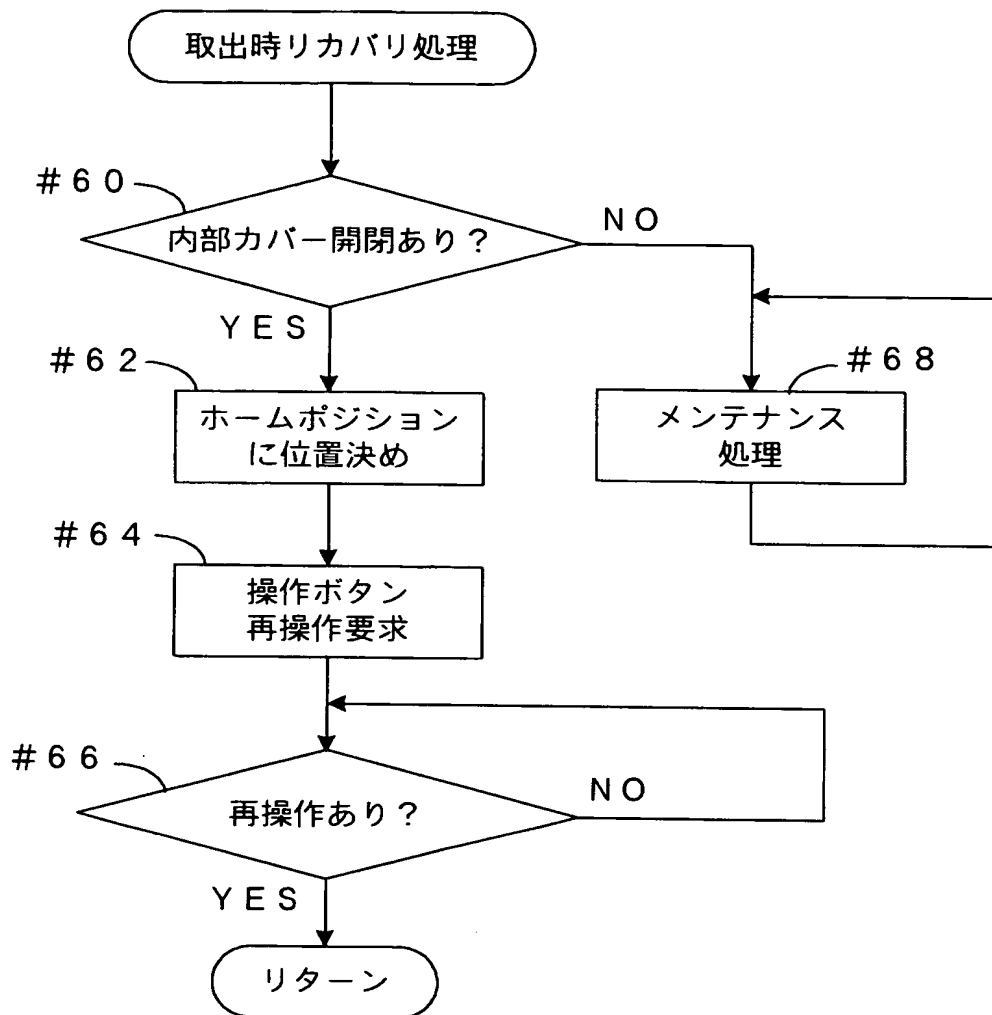 取出時リカバリ処理
#60
内部カバー開閉あり?
NO
YES
#62
ホームポジション
に位置決め
#68
メンテナンス
処理
#64
操作ボタン
再操作要求
#66
再操作あり?
NO
YES
リターン